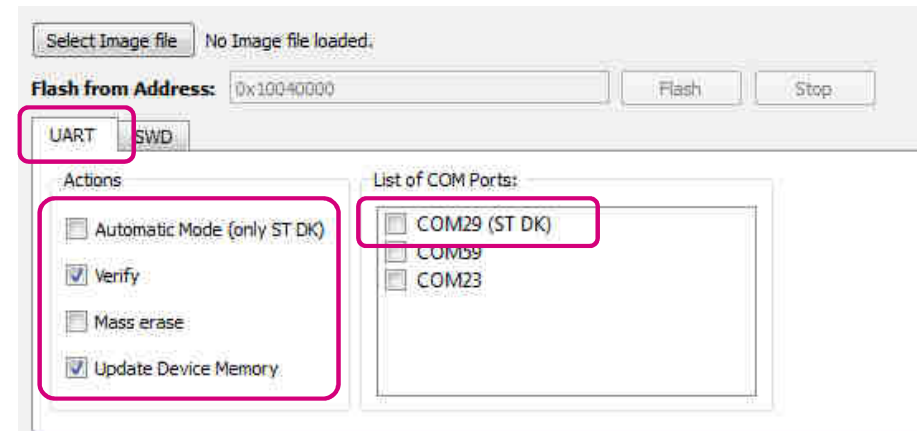 Select Image file No Image file loaded.
Flash from Address: 0x10040000 Flash Stop
UART SWD
Actions List of COM Ports:
Automatic Mode (only ST DK) COM29 (ST DK)
COM59
Verify COM23
Mass erase
Update Device Memory